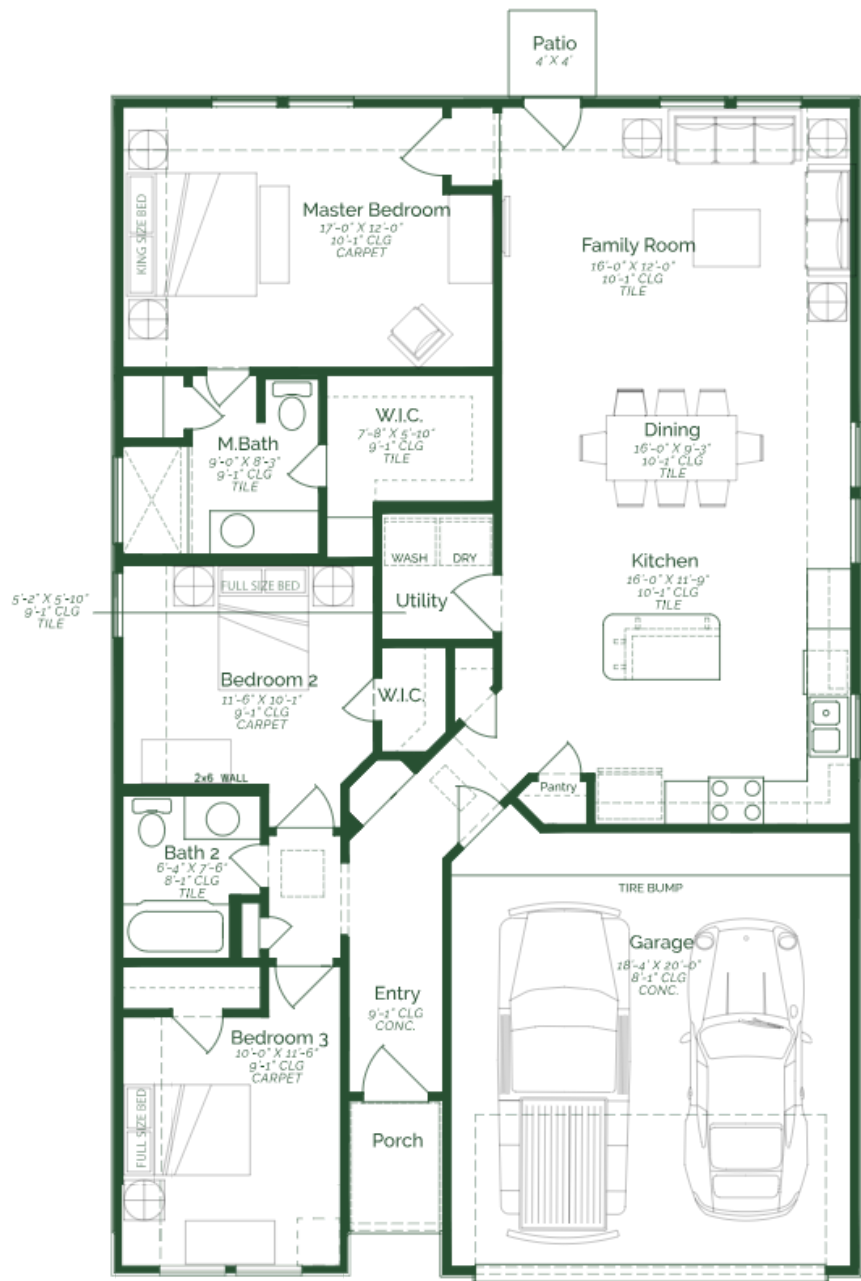 Patio
4' X 4'
KING SIZE BED
Master Bedroom
17'-0" X 12'-0"
10'-1" CLG
CARPET
Family Room
16'-0" X 12'-0"
10'-1" CLG
TILE
M.Bath
9'-0" X 8'-3"
9'-1" CLG
TILE
W.I.C.
7'-8" X 5'-10"
9'-1" CLG
TILE
Dining
16'-0" X 9'-3"
10'-1" CLG
TILE
WASH
DRY
Utility
5'-2" X 5'-10"
9'-1" CLG
TILE
Kitchen
16'-0" X 11'-9"
10'-1" CLG
TILE
FULL SIZE BED
Bedroom 2
11'-6" X 10'-1"
9'-1" CLG
CARPET
W.I.C.
2x6 WALL
Pantry
Bath 2
6'-4" X 7'-6"
8'-1" CLG
TILE
TIRE BUMP
Garage
18'-4' X 20'-0"
8'-1" CLG
CONC.
Entry
9'-1" CLG
CONC.
Bedroom 3
10'-0" X 11'-6"
9'-1" CLG
CARPET
FULL SIZE BED
Porch